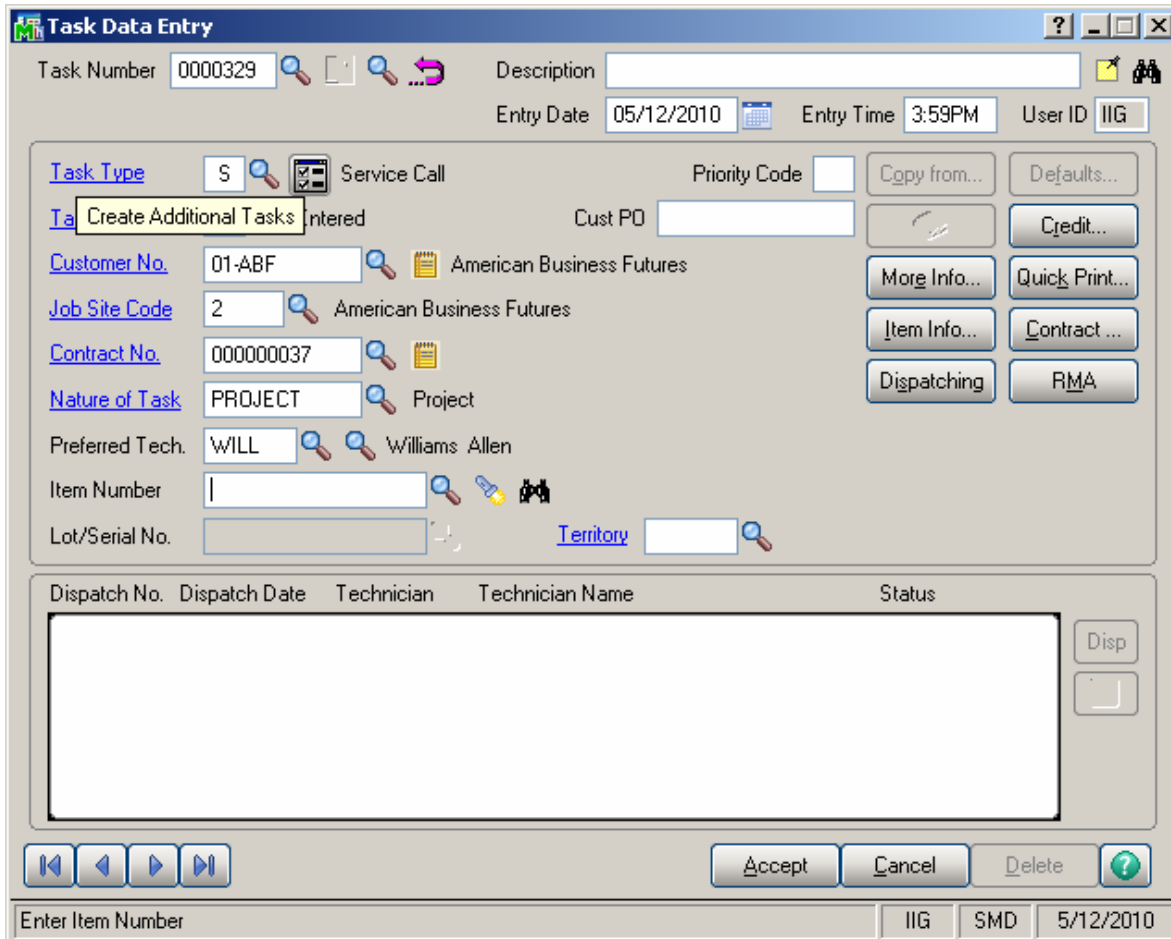 Task Data Entry
Task Number 0000329 Description
Entry Date 05/12/2010 Entry Time 3:59PM User ID IIG
Task Type S Service Call Priority Code Copy from... Defaults...
Ta Create Additional Tasks Entered Cust PO Credit...
Customer No. 01-ABF American Business Futures More Info... Quick Print...
Job Site Code 2 American Business Futures
Contract No. 000000037 Item Info... Contract ...
Nature of Task PROJECT Project Dispatching RMA
Preferred Tech. WILL Williams Allen
Item Number
Lot/Serial No. Territory
Dispatch No. Dispatch Date Technician Technician Name Status
Disp
Accept Cancel Delete
Enter Item Number IIG SMD 5/12/2010